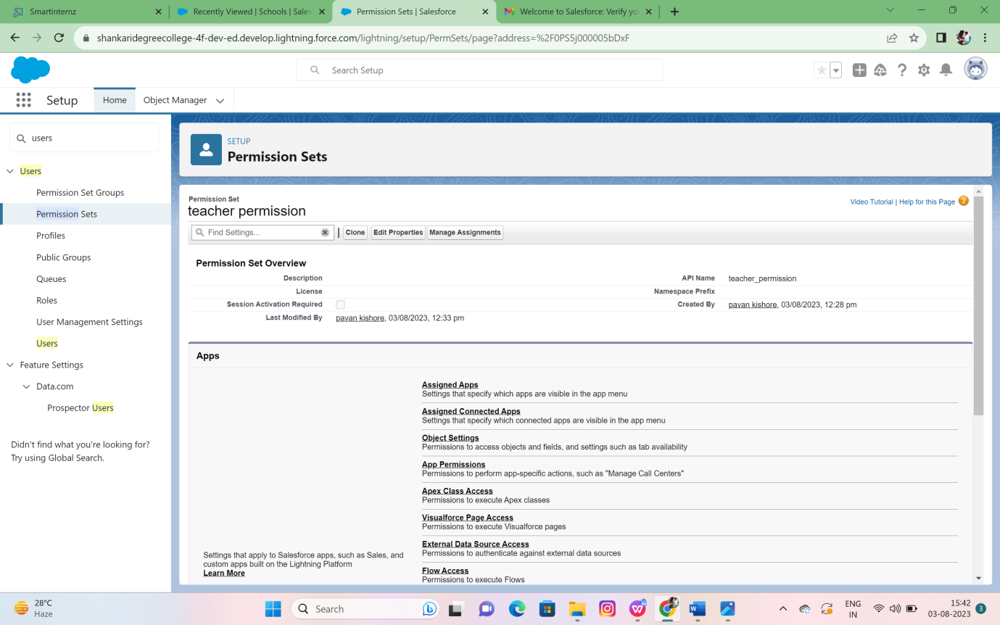 Smartinternz
Recently Viewed | Schools | Sales
Permission Sets | Salesforce
Welcome to Salesforce: Verify yo
shankaridegreecollege-4f-dev-ed.develop.lightning.force.com/lightning/setup/PermSets/page?address=%2F0PS5j000005bDxF
Search Setup
Setup
Home
Object Manager
users
Users
Permission Set Groups
Permission Sets
Profiles
Public Groups
Queues
Roles
User Management Settings
Users
Feature Settings
Data.com
Prospector Users
Didn't find what you're looking for?
Try using Global Search.
SETUP
Permission Sets
Permission Set
teacher permission
Video Tutorial | Help for this Page ?
Find Settings... | Clone Edit Properties Manage Assignments
Permission Set Overview
Description
API Name teacher_permission
License
Namespace Prefix
Session Activation Required
Created By pavan kishore, 03/08/2023, 12:28 pm
Last Modified By pavan kishore, 03/08/2023, 12:33 pm
Apps
Settings that apply to Salesforce apps, such as Sales, and
custom apps built on the Lightning Platform
Learn More
Assigned Apps
Settings that specify which apps are visible in the app menu
Assigned Connected Apps
Settings that specify which connected apps are visible in the app menu
Object Settings
Permissions to access objects and fields, and settings such as tab availability
App Permissions
Permissions to perform app-specific actions, such as "Manage Call Centers"
Apex Class Access
Permissions to execute Apex classes
Visualforce Page Access
Permissions to execute Visualforce pages
External Data Source Access
Permissions to authenticate against external data sources
Flow Access
Permissions to execute Flows
28°C
Haze
Search
ENG
IN
15:42
03-08-2023
3